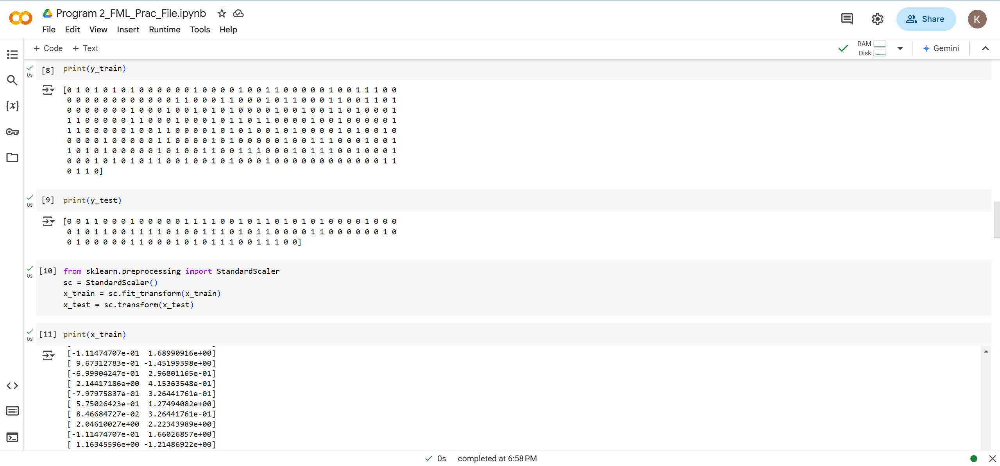 Program 2_FML_Prac_File.ipynb
File Edit View Insert Runtime Tools Help
Share
K
+ Code + Text
RAM
Disk
Gemini
0s
[8] print(y_train)
[0 1 0 1 0 1 0 1 0 0 0 0 0 0 1 0 0 0 0 1 0 0 1 1 0 0 0 0 0 1 0 0 1 1 1 0 0
0 0 0 0 0 0 0 0 0 0 0 0 1 1 0 0 0 1 1 0 0 0 1 0 1 1 0 0 0 1 1 0 0 1 1 0 1
0 0 0 0 0 0 0 1 0 0 0 1 0 0 1 0 1 0 1 0 0 0 0 1 0 0 1 0 0 1 1 0 1 0 0 0 1
1 1 0 0 0 0 0 1 1 0 0 0 1 0 0 0 1 0 1 1 0 1 1 0 0 0 0 1 0 0 1 0 0 0 0 0 1
1 1 0 0 0 0 0 1 0 0 1 1 0 0 0 0 1 0 1 0 1 0 0 1 0 1 0 0 0 0 1 0 1 0 0 1 0
0 0 0 0 1 0 0 0 0 0 1 1 0 0 0 0 1 0 1 0 0 0 0 0 1 0 0 1 1 1 0 0 0 1 0 0 1
1 0 1 0 1 0 0 0 0 0 1 0 1 0 0 1 1 0 0 1 1 1 0 0 0 1 0 1 1 1 0 0 1 0 0 0 1
0 0 0 1 0 1 0 1 0 1 1 0 0 1 0 0 1 0 1 0 0 0 1 0 0 0 0 0 0 0 0 0 0 0 0 1 1
0 1 1 0]
0s
[9] print(y_test)
[0 0 1 1 0 0 0 1 0 0 0 0 0 1 1 1 1 0 0 1 0 1 1 0 1 0 1 0 1 0 0 0 0 1 0 0 0
0 1 0 1 1 0 0 1 1 1 1 0 1 0 0 1 1 1 0 1 0 1 1 0 0 0 0 1 1 0 0 0 0 0 0 1 0
0 1 0 0 0 0 0 1 1 0 0 0 1 0 1 0 1 1 1 0 0 1 1 1 0 0]
0s
[10] from sklearn.preprocessing import StandardScaler
sc = StandardScaler()
x_train = sc.fit_transform(x_train)
x_test = sc.transform(x_test)
0s
[11] print(x_train)
[-1.11474707e-01 1.68990916e+00]
[ 9.67312783e-01 -1.45199398e+00]
[-6.99904247e-01 2.96801165e-01]
[ 2.14417186e+00 4.15363548e-01]
[-7.97975837e-01 3.26441761e-01]
[ 5.75026423e-01 1.27494082e+00]
[ 8.46684727e-02 3.26441761e-01]
[ 2.04610027e+00 2.22343989e+00]
[-1.11474707e-01 1.66026857e+00]
[ 1.16345596e+00 -1.21486922e+00]
0s completed at 6:58 PM